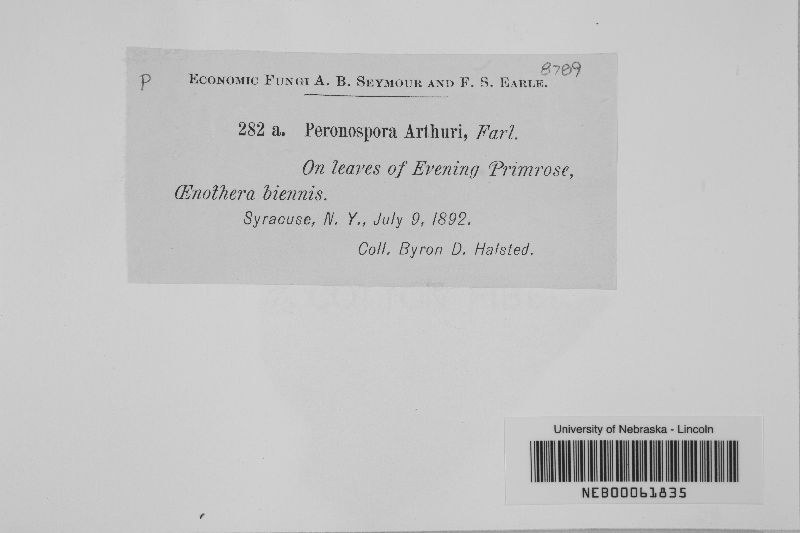 8789
P
Economic Fungi A. B. Seymour and F. S. Earle.
282 a. Peronospora Arthuri, Farl.
On leaves of Evening Primrose,
Œnothera biennis.
Syracuse, N. Y., July 9, 1892.
Coll. Byron D. Halsted.
University of Nebraska - Lincoln
NEB00061835